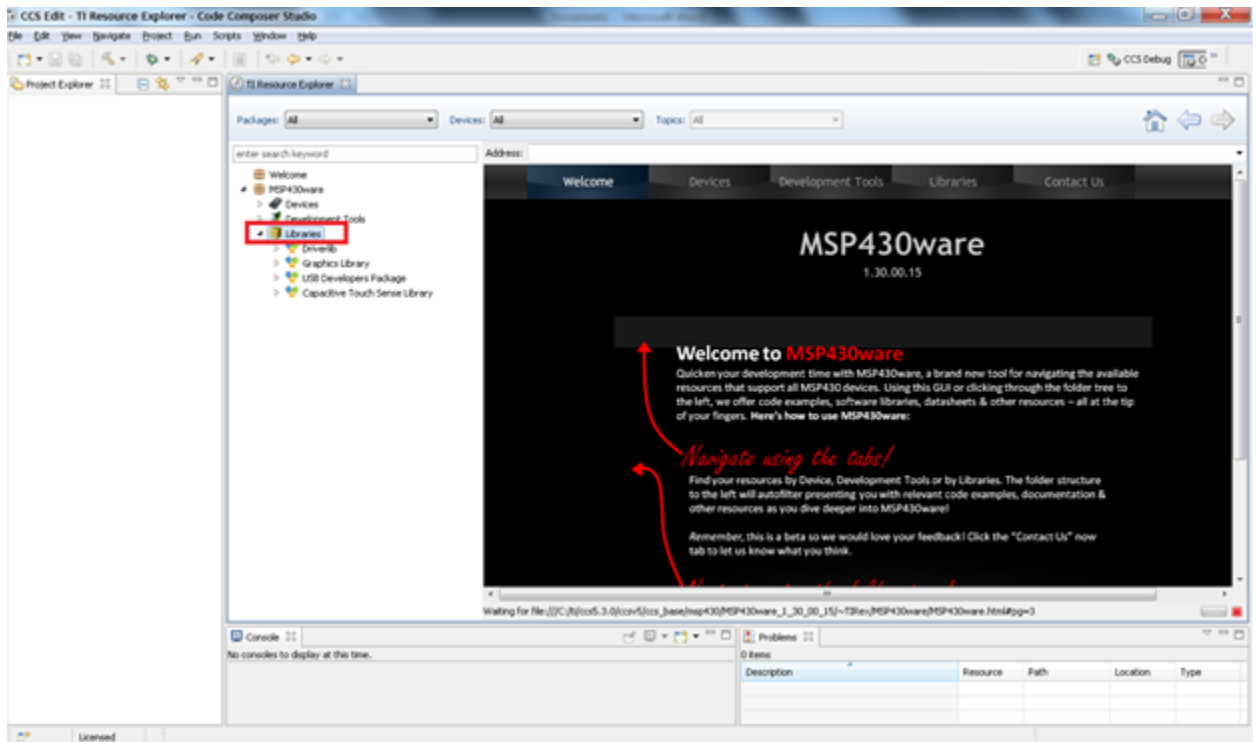 CCS Edit - TI Resource Explorer - Code Composer Studio
File Edit View Navigate Project Run Scripts Window Help
CCS Debug
Project Explorer
TI Resource Explorer
Packages: All Devices: All Topics: All
enter search keyword
Address:
Welcome
MSP430ware
Devices
Development Tools
Libraries
Driverlib
Graphics Library
USB Developers Package
Capacitive Touch Sense Library
Welcome Devices Development Tools Libraries Contact Us
MSP430ware
1.30.00.15
Welcome to MSP430ware
Quicken your development time with MSP430ware, a brand new tool for navigating the available
resources that support all MSP430 devices. Using this GUI or clicking through the folder tree to
the left, we offer code examples, software libraries, datasheets & other resources – all at the tip
of your fingers. Here's how to use MSP430ware:
Navigate using the tabs!
Find your resources by Device, Development Tools or by Libraries. The folder structure
to the left will autofilter presenting you with relevant code examples, documentation &
other resources as you dive deeper into MSP430ware!
Remember, this is a beta so we would love your feedback! Click the "Contact Us" now
tab to let us know what you think.
Waiting for file:///C:/ti/ccs5.3.0/ccsv5/ccs_base/msp430/MSP430ware_1_30_00_15/~TIRex/MSP430ware/MSP430ware.html#pg=3
Console
No consoles to display at this time.
Problems
0 items
Description Resource Path Location Type
Licensed